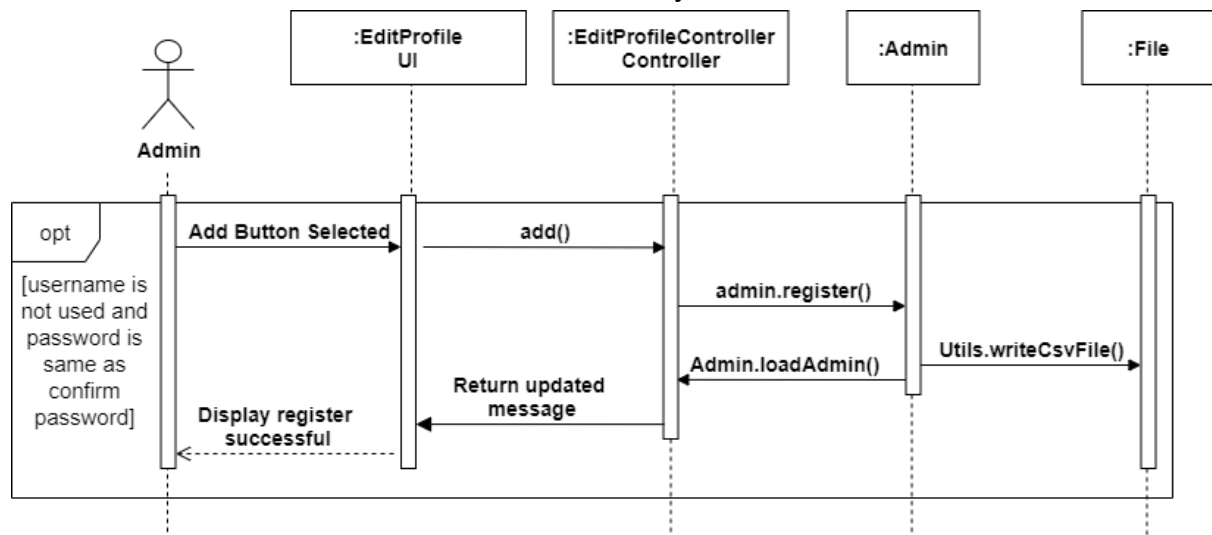 :EditProfile
UI
:EditProfileController
Controller
:Admin
:File
Admin
opt
[username is
not used and
password is
same as
confirm
password]
Add Button Selected
add()
admin.register()
Utils.writeCsvFile()
Admin.loadAdmin()
Return updated
message
Display register
successful